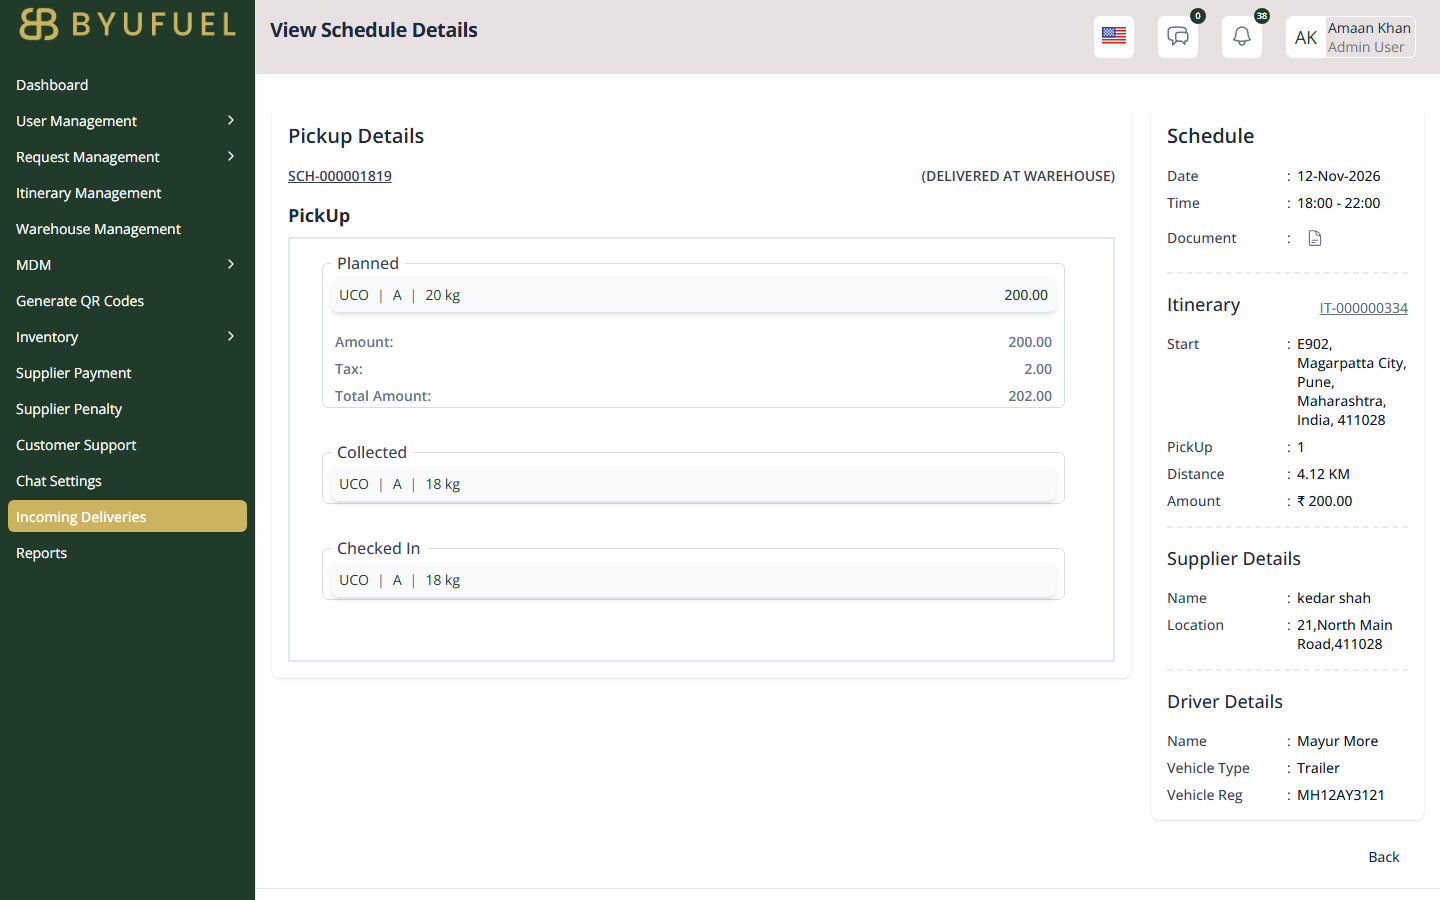 BYUFUEL
Dashboard
User Management
Request Management
Itinerary Management
Warehouse Management
MDM
Generate QR Codes
Inventory
Supplier Payment
Supplier Penalty
Customer Support
Chat Settings
Incoming Deliveries
Reports
View Schedule Details
0
38
AK
Amaan Khan
Admin User
Pickup Details
SCH-000001819
(DELIVERED AT WAREHOUSE)
PickUp
Planned
UCO | A | 20 kg 200.00
Amount: 200.00
Tax: 2.00
Total Amount: 202.00
Collected
UCO | A | 18 kg
Checked In
UCO | A | 18 kg
Schedule
Date : 12-Nov-2026
Time : 18:00 - 22:00
Document :
Itinerary IT-000000334
Start : E902,
Magarpatta City,
Pune,
Maharashtra,
India, 411028
PickUp : 1
Distance : 4.12 KM
Amount : ₹ 200.00
Supplier Details
Name : kedar shah
Location : 21,North Main
Road,411028
Driver Details
Name : Mayur More
Vehicle Type : Trailer
Vehicle Reg : MH12AY3121
Back